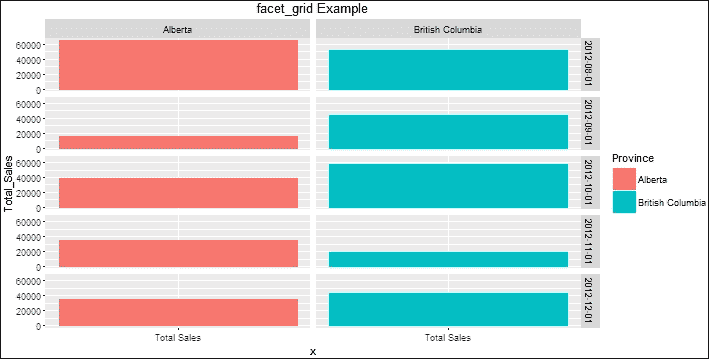 facet_grid Example
Alberta
British Columbia
60000
40000
20000
0
2012-08-01
60000
40000
20000
0
2012-09-01
60000
40000
20000
0
2012-10-01
60000
40000
20000
0
2012-11-01
60000
40000
20000
0
2012-12-01
Total_Sales
Total Sales
Total Sales
x
Province
Alberta
British Columbia